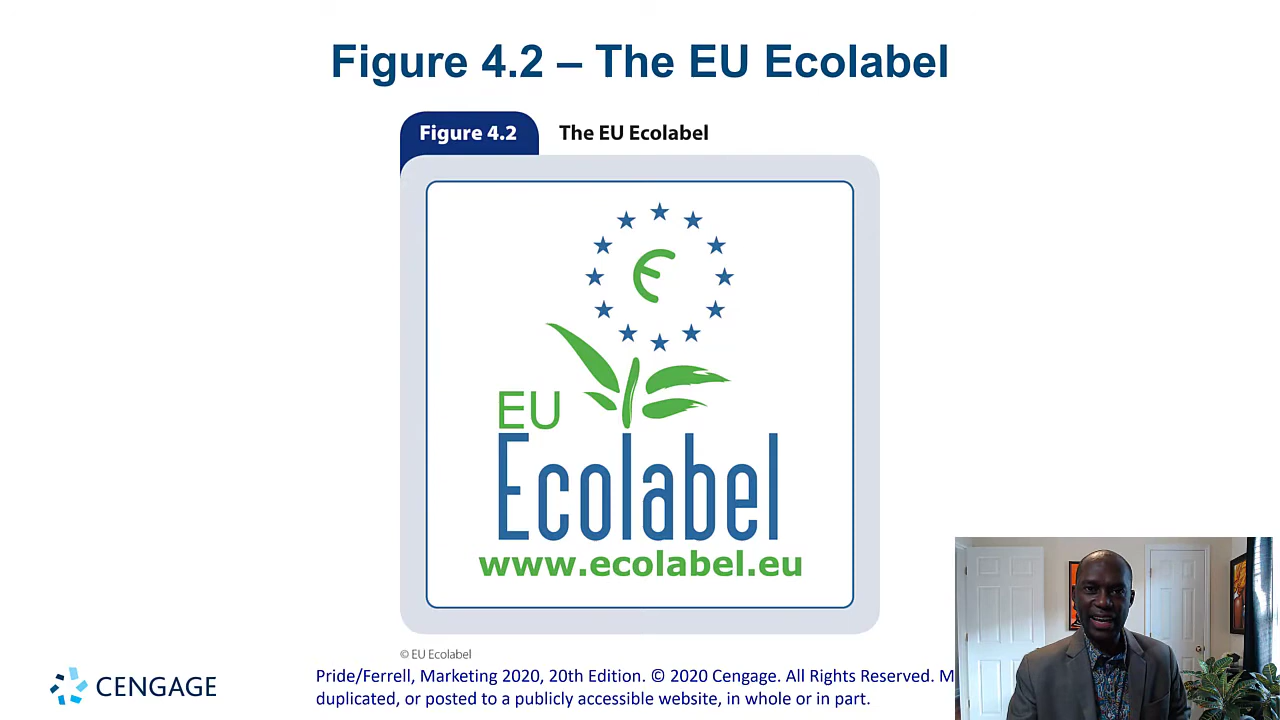 Figure 4.2 – The EU Ecolabel
Figure 4.2 The EU Ecolabel
EU
Ecolabel
www.ecolabel.eu
© EU Ecolabel
CENGAGE
Pride/Ferrell, Marketing 2020, 20th Edition. © 2020 Cengage. All Rights Reserved. M
duplicated, or posted to a publicly accessible website, in whole or in part.